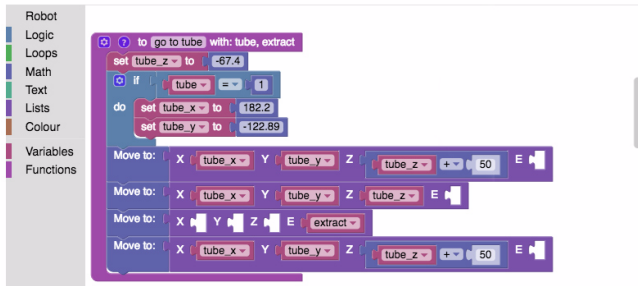 Robot
Logic
Loops
Math
Text
Lists
Colour
Variables
Functions
? to go to tube with: tube, extract
set tube_z to -67.4
if tube = 1
do set tube_x to 182.2
set tube_y to -122.89
Move to: X tube_x Y tube_y Z tube_z + 50 E
Move to: X tube_x Y tube_y Z tube_z E
Move to: X Y Z E extract
Move to: X tube_x Y tube_y Z tube_z + 50 E